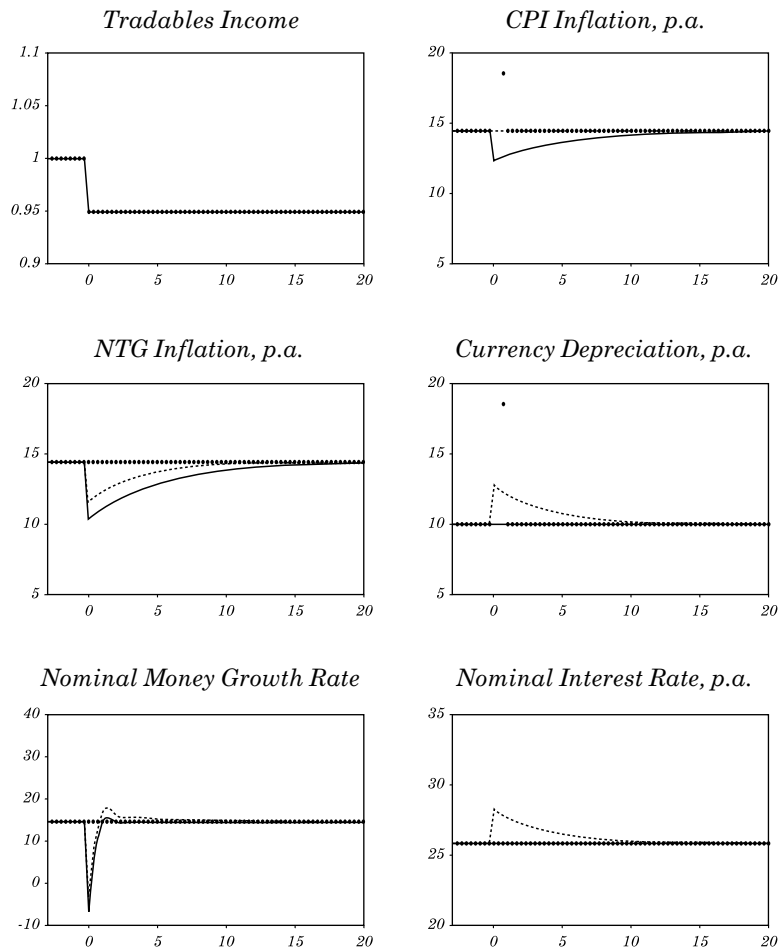 Tradables Income
1.1
1.05
1
0.95
0.9
0 5 10 15 20
CPI Inflation, p.a.
20
15
10
5
0 5 10 15 20
NTG Inflation, p.a.
20
15
10
5
0 5 10 15 20
Currency Depreciation, p.a.
20
15
10
5
0 5 10 15 20
Nominal Money Growth Rate
40
30
20
15
0
-10
0 5 10 15 20
Nominal Interest Rate, p.a.
35
30
25
20
0 5 10 15 20